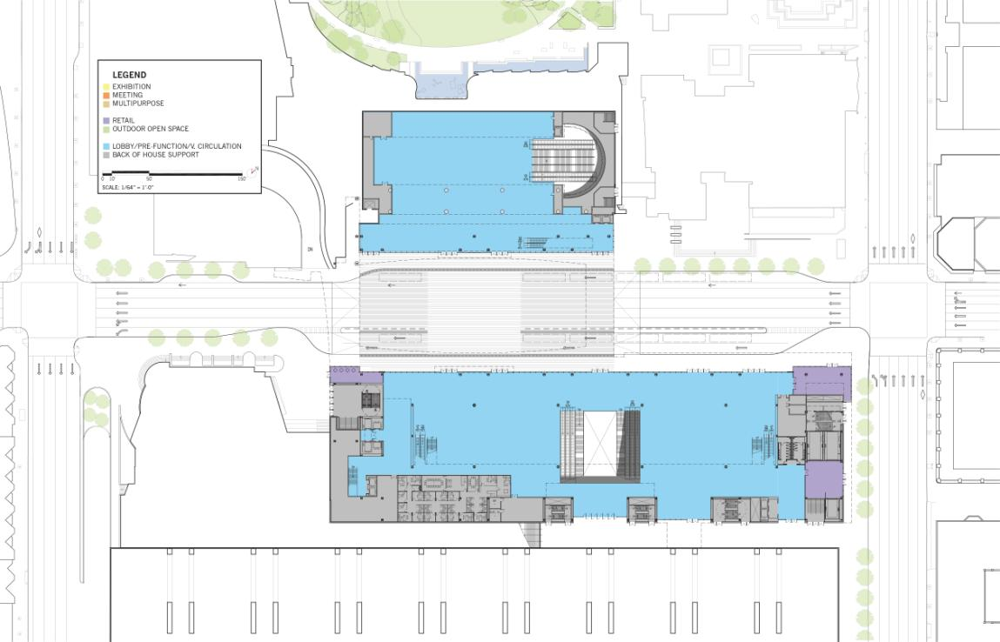 LEGEND
EXHIBITION
MEETING
MULTIPURPOSE
RETAIL
OUTDOOR OPEN SPACE
LOBBY/PRE-FUNCTION/V. CIRCULATION
BACK OF HOUSE SUPPORT
N
0 10' 50' 150'
SCALE: 1/64" = 1'-0"
DN